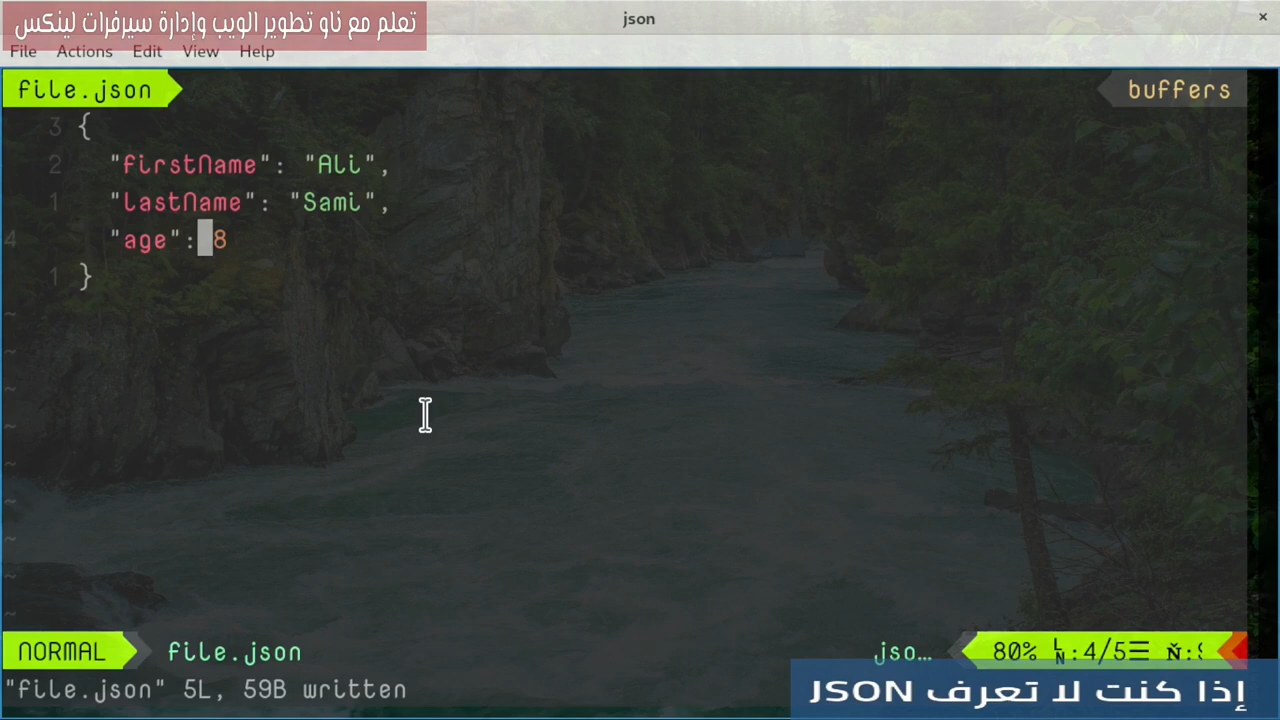 تعلم مع ناو تطوير الويب وإدارة سيرفرات لينكس
json ×
File Actions Edit View Help
file.json buffers
3 {
2 "firstName": "Ali",
1 "lastName": "Sami",
4 "age": 8
1 }
~
~
~
~
~
~
~
~
~
NORMAL file.json jso… 80% ␤:4/5☰
"file.json" 5L, 59B written
إذا كنت لا تعرف JSON